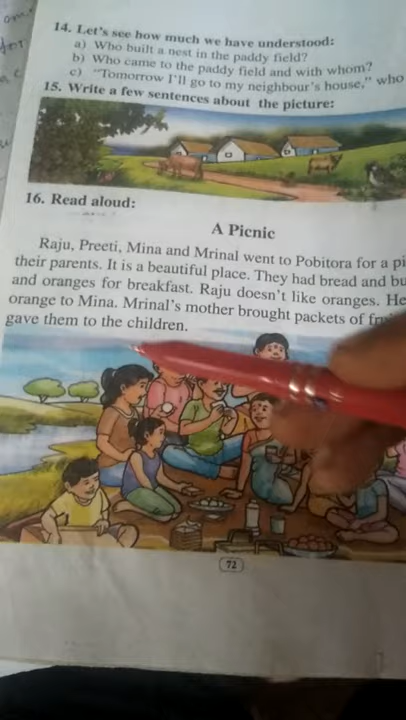 14. Let's see how much we have understood:
a) Who built a nest in the paddy field?
b) Who came to the paddy field and with whom?
c) "Tomorrow I'll go to my neighbour's house," who
15. Write a few sentences about the picture:
16. Read aloud:
A Picnic
Raju, Preeti, Mina and Mrinal went to Pobitora for a pi
their parents. It is a beautiful place. They had bread and bu
and oranges for breakfast. Raju doesn't like oranges. He
orange to Mina. Mrinal's mother brought packets of
gave them to the children.
72